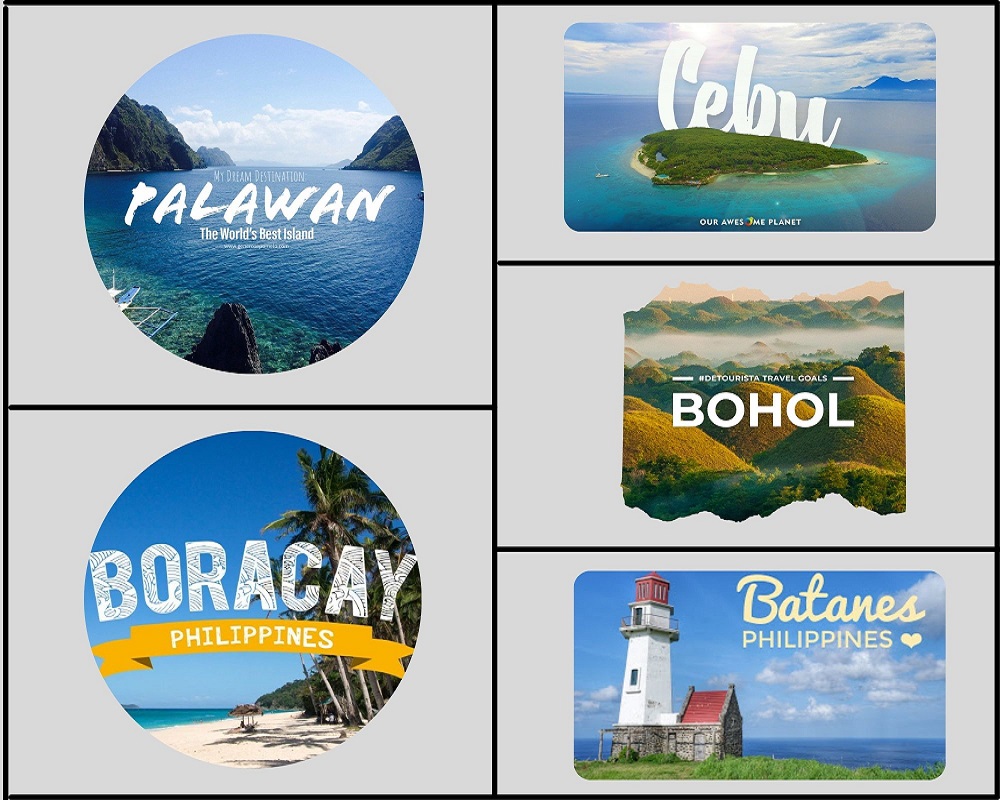 My Dream Destination
PALAWAN
The World's Best Island
Cebu
OUR AWESOME PLANET
#DETOURISTA TRAVEL GOALS
BOHOL
BORACAY
PHILIPPINES
Batanes
PHILIPPINES